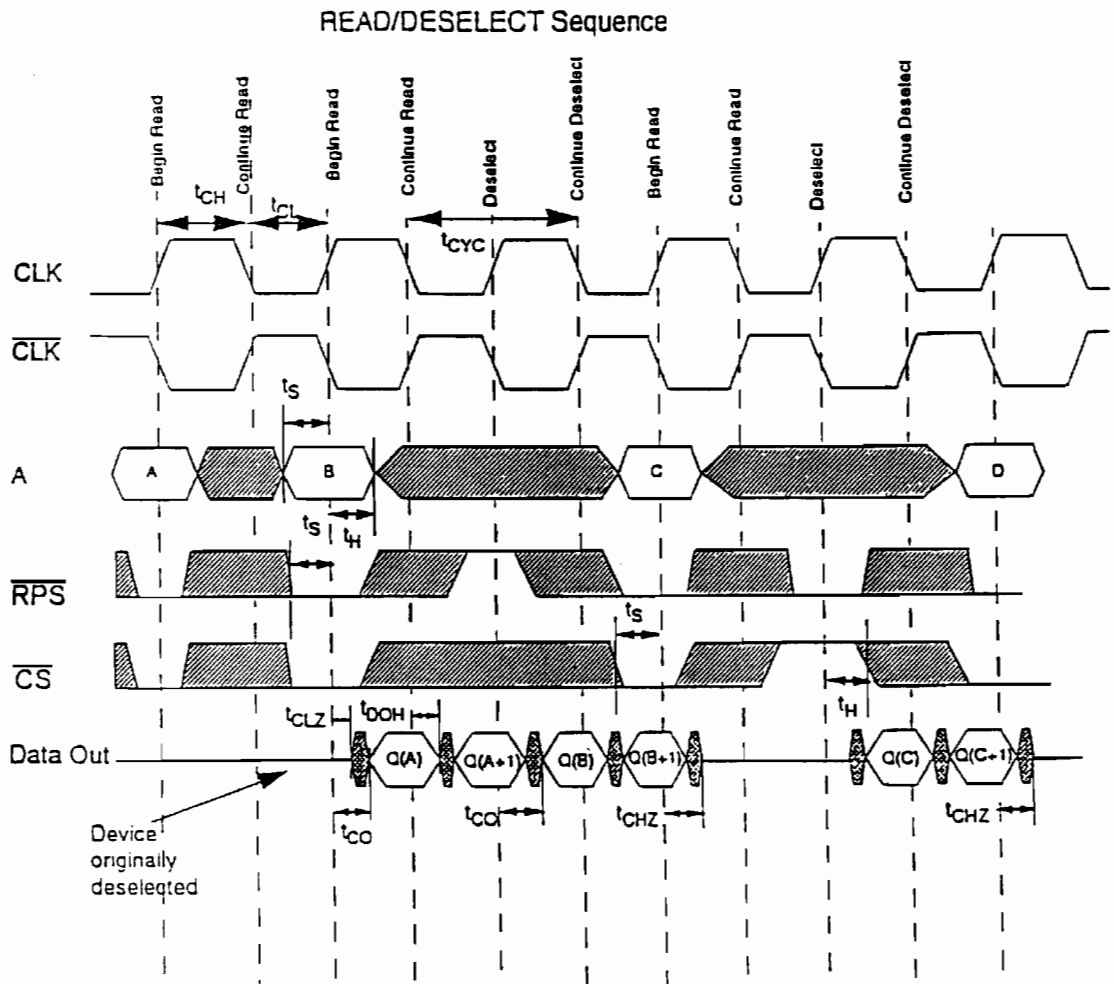 READ/DESELECT Sequence
Begin Read
Continue Read
Begin Read
Continue Read
Deselect
Continue Deselect
Begin Read
Continue Read
Deselect
Continue Deselect
tCH
tCL
tCYC
CLK
CLK
tS
A
A
B
C
D
tS
tH
RPS
tS
CS
tH
tCLZ
tDOH
Data Out
Q(A)
Q(A+1)
Q(B)
Q(B+1)
Q(C)
Q(C+1)
tCO
tCO
tCHZ
tCHZ
Device
originally
deselected